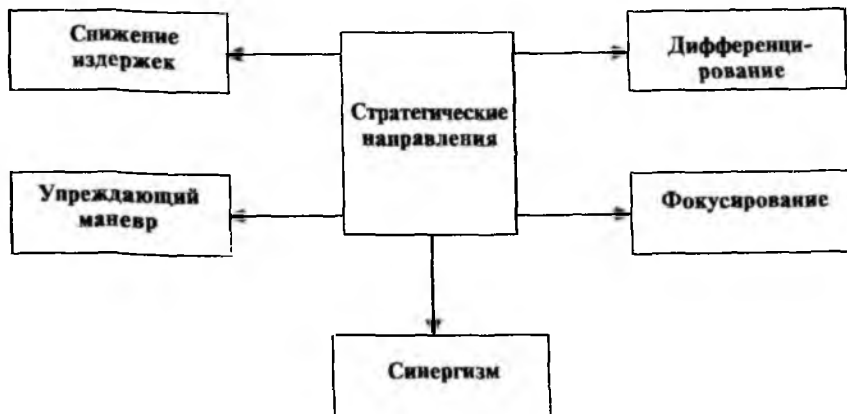 Снижение
издержек
Дифференци-
рование
Стратегические
направления
Упреждающий
маневр
Фокусирование
Синергизм